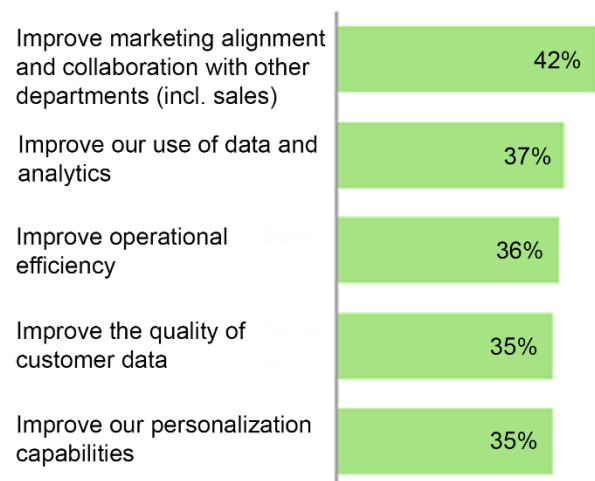 Improve marketing alignment
and collaboration with other
departments (incl. sales)
42%
Improve our use of data and
analytics
37%
Improve operational
efficiency
36%
Improve the quality of
customer data
35%
Improve our personalization
capabilities
35%